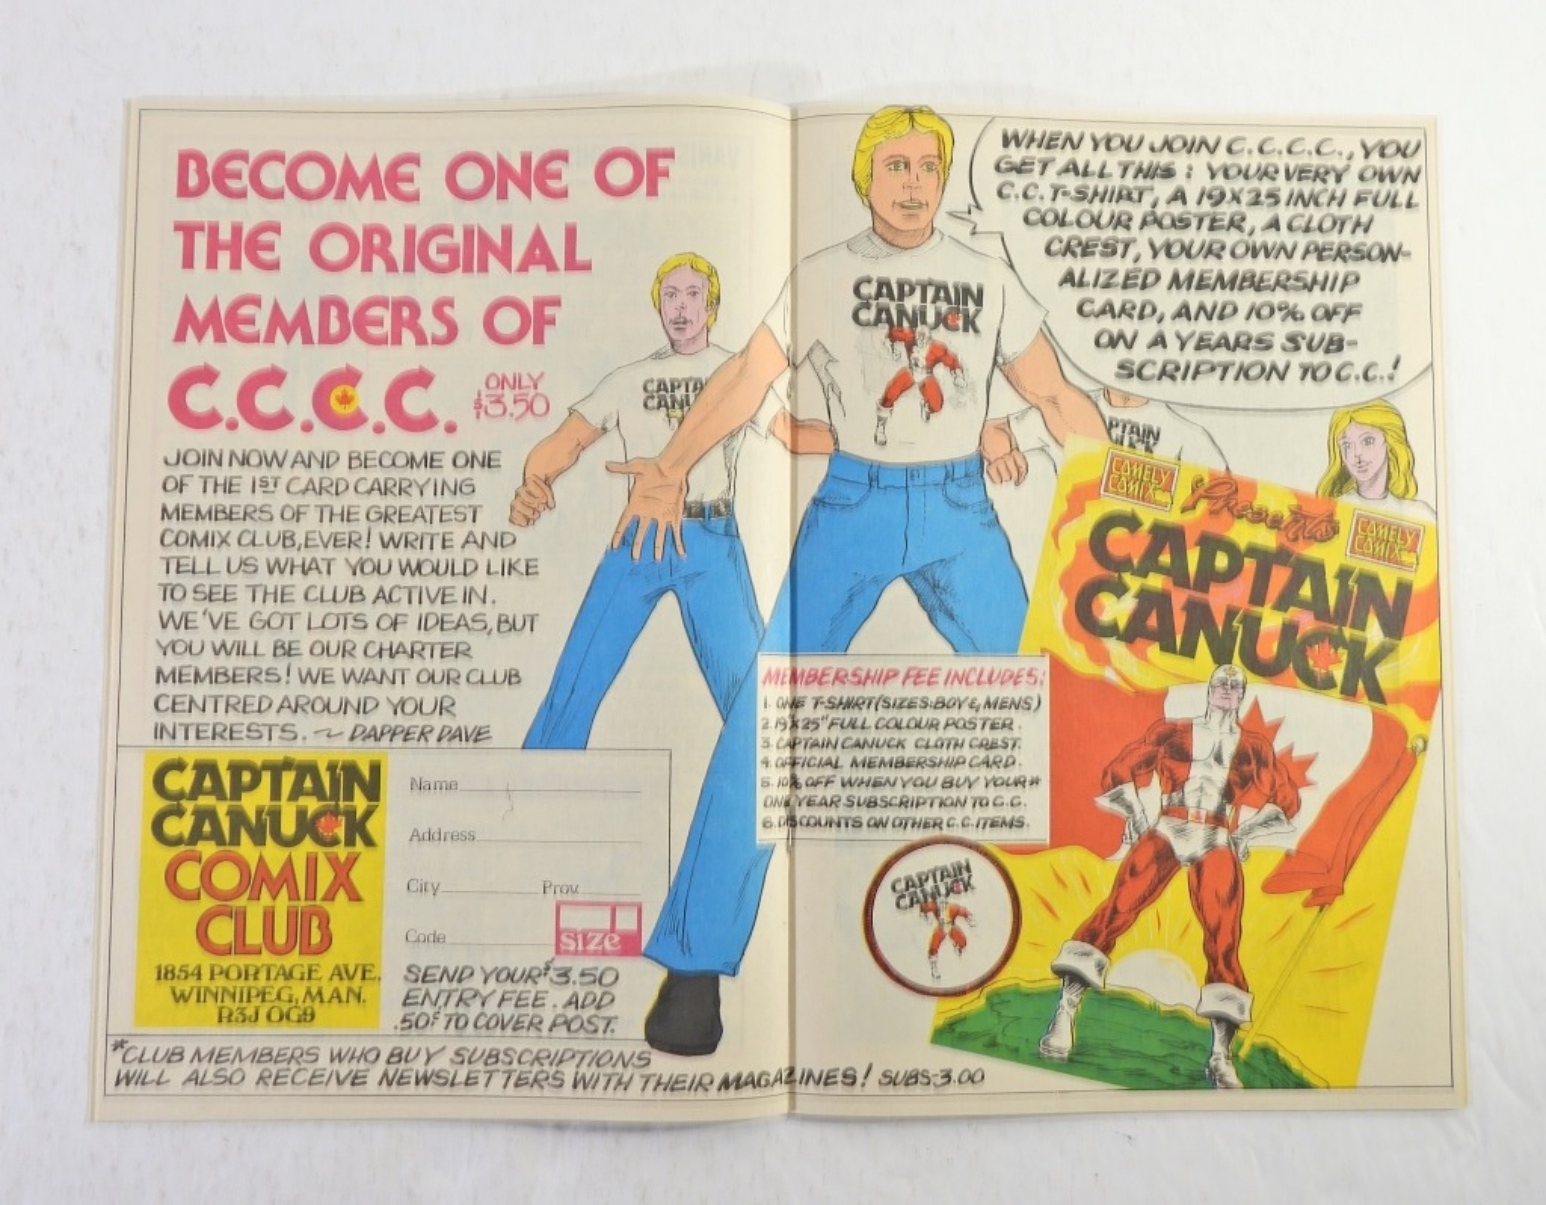 BECOME ONE OF
THE ORIGINAL
MEMBERS OF
C.C.C.C.
ONLY
$3.50
JOIN NOW AND BECOME ONE
OF THE 1ST CARD CARRYING
MEMBERS OF THE GREATEST
COMIX CLUB, EVER! WRITE AND
TELL US WHAT YOU WOULD LIKE
TO SEE THE CLUB ACTIVE IN.
WE'VE GOT LOTS OF IDEAS, BUT
YOU WILL BE OUR CHARTER
MEMBERS! WE WANT OUR CLUB
CENTRED AROUND YOUR
INTERESTS. ~ DAPPER DAVE
CAPTAIN
CANUCK
COMIX
CLUB
1854 PORTAGE AVE.
WINNIPEG, MAN.
R3J OG9
Name
Address
City Prov
Code
SIZE
SEND YOUR $3.50
ENTRY FEE. ADD
.50¢ TO COVER POST.
*CLUB MEMBERS WHO BUY SUBSCRIPTIONS
WILL ALSO RECEIVE NEWSLETTERS WITH THEIR MAGAZINES! SUBS-3.00
CAPTA
CANU
CAPTAIN
CANUCK
WHEN YOU JOIN C.C.C.C., YOU
GET ALL THIS: YOUR VERY OWN
C.C. T-SHIRT, A 19X25 INCH FULL
COLOUR POSTER, A CLOTH
CREST, YOUR OWN PERSON-
ALIZED MEMBERSHIP
CARD, AND 10% OFF
ON A YEARS SUB-
SCRIPTION TO C.C.!
PTAIN
MEMBERSHIP FEE INCLUDES:
1. ONE T-SHIRT (SIZES: BOY &, MENS)
2. 19"X25" FULL COLOUR POSTER.
3. CAPTAIN CANUCK CLOTH CREST.
4. OFFICIAL MEMBERSHIP CARD.
5. 10% OFF WHEN YOU BUY YOUR*
ONE YEAR SUBSCRIPTION TO C.C.
6. DISCOUNTS ON OTHER C.C. ITEMS.
CAPTAIN
CANUCK
COMELY
COMIX
Presents
COMELY
COMIX
CAPTAIN
CANUCK